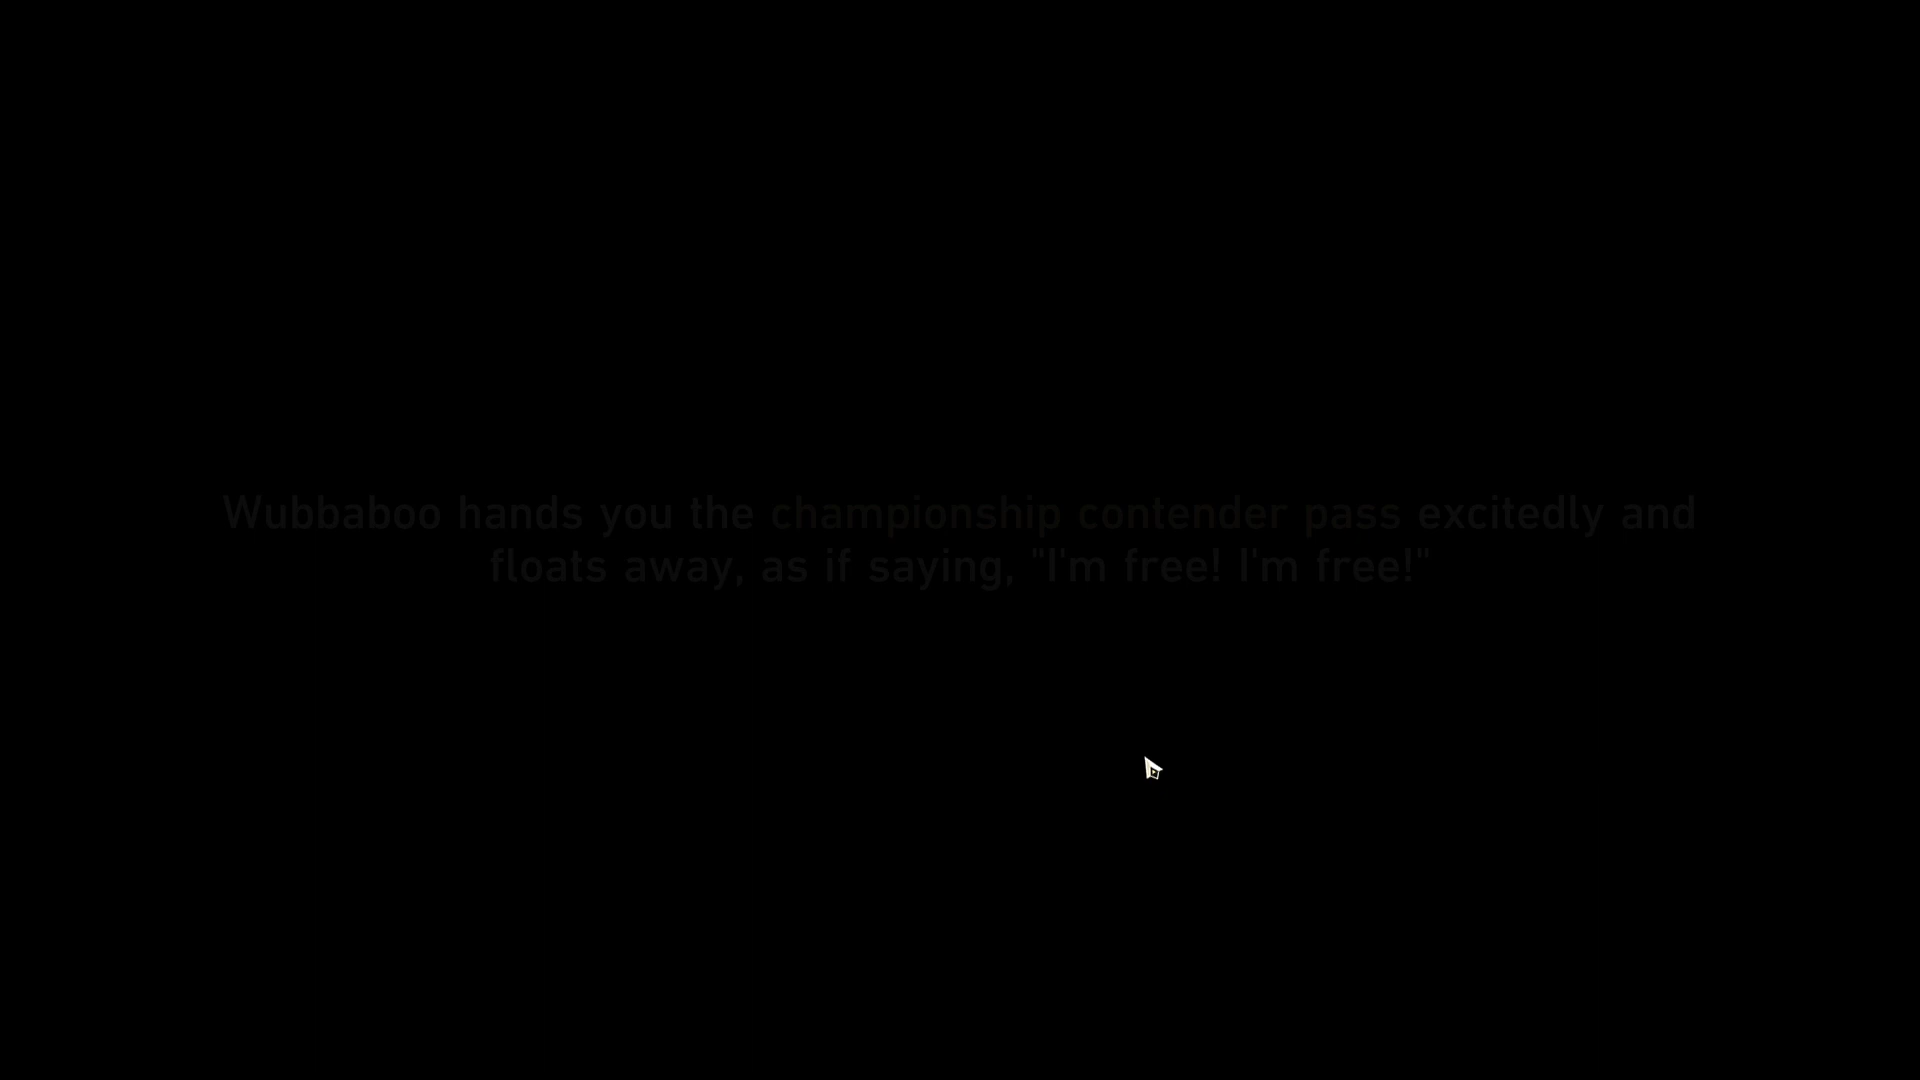 Wubbaboo hands you the championship contender pass excitedly and
floats away, as if saying, "I'm free! I'm free!"